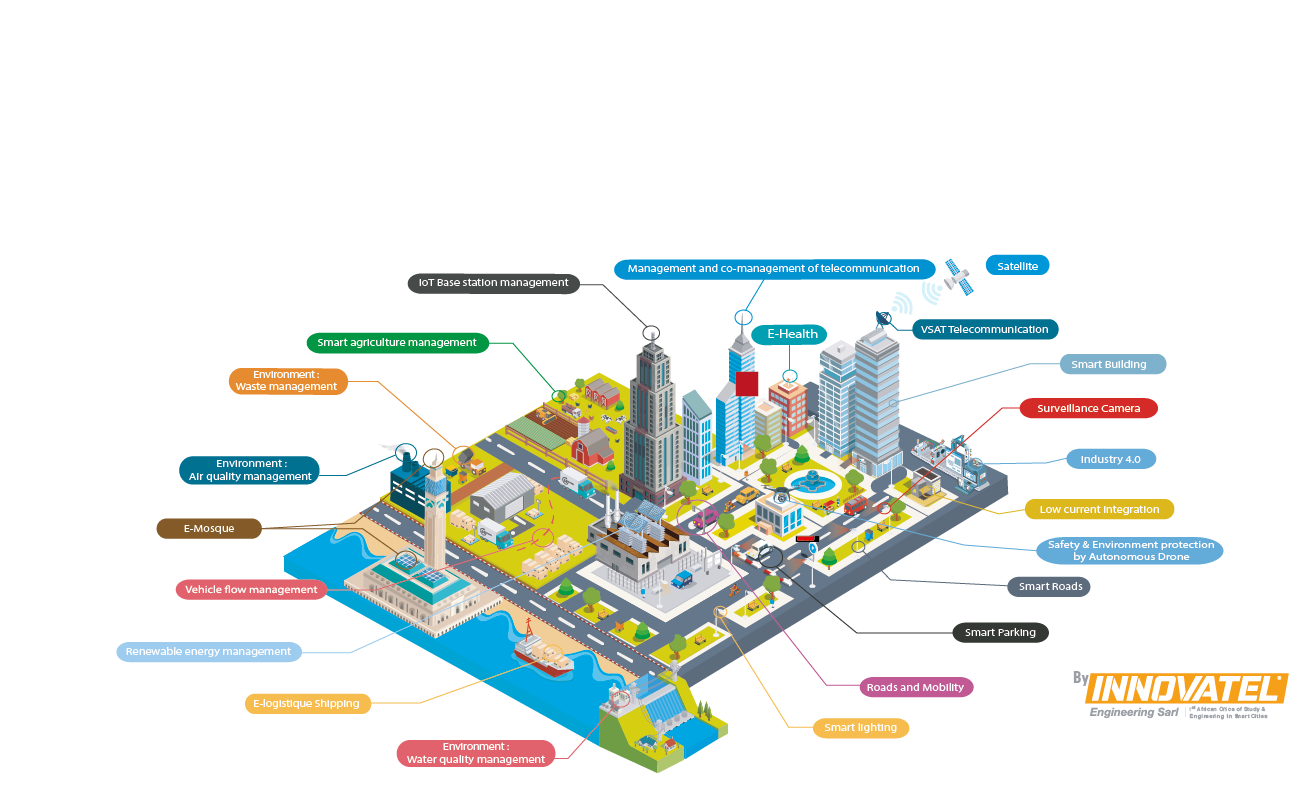 Management and co-management of telecommunication
Satellite
IoT Base station management
VSAT Telecommunication
E-Health
Smart agriculture management
Smart Building
Environment :
Waste management
Surveillance Camera
Environment :
Air quality management
Industry 4.0
Low current integration
E-Mosque
Safety & Environment protection
by Autonomous Drone
Vehicle flow management
Smart Roads
Smart Parking
Renewable energy management
Roads and Mobility
E-logistique Shipping
Smart lighting
Environment :
Water quality management
By INNOVATEL
Engineering Sarl
1st African Office of Study &
Engineering in Smart Cities